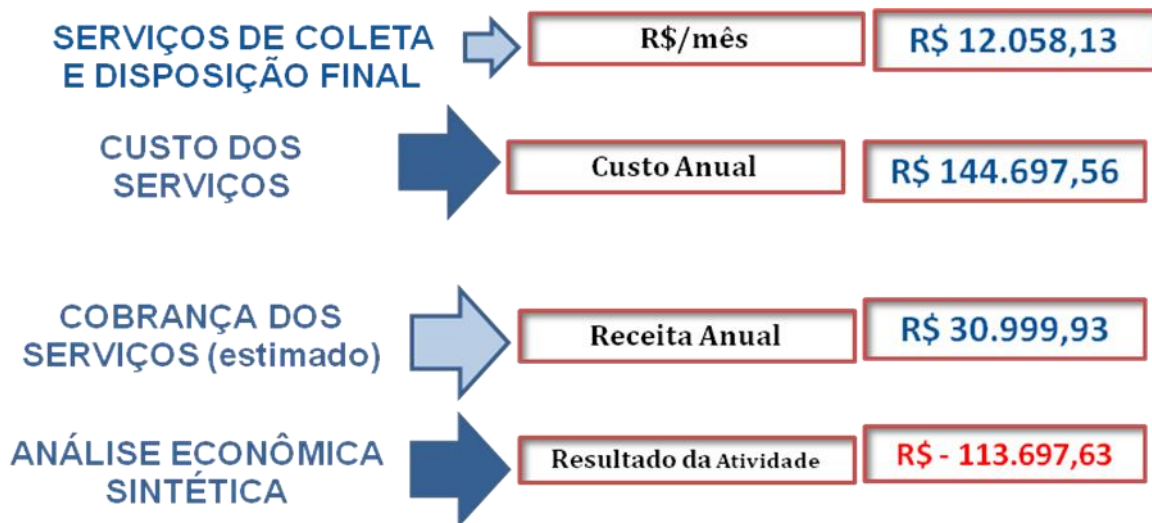 SERVIÇOS DE COLETA
E DISPOSIÇÃO FINAL
R$/mês
R$ 12.058,13
CUSTO DOS
SERVIÇOS
Custo Anual
R$ 144.697,56
COBRANÇA DOS
SERVIÇOS (estimado)
Receita Anual
R$ 30.999,93
ANÁLISE ECONÔMICA
SINTÉTICA
Resultado da Atividade
R$ - 113.697,63